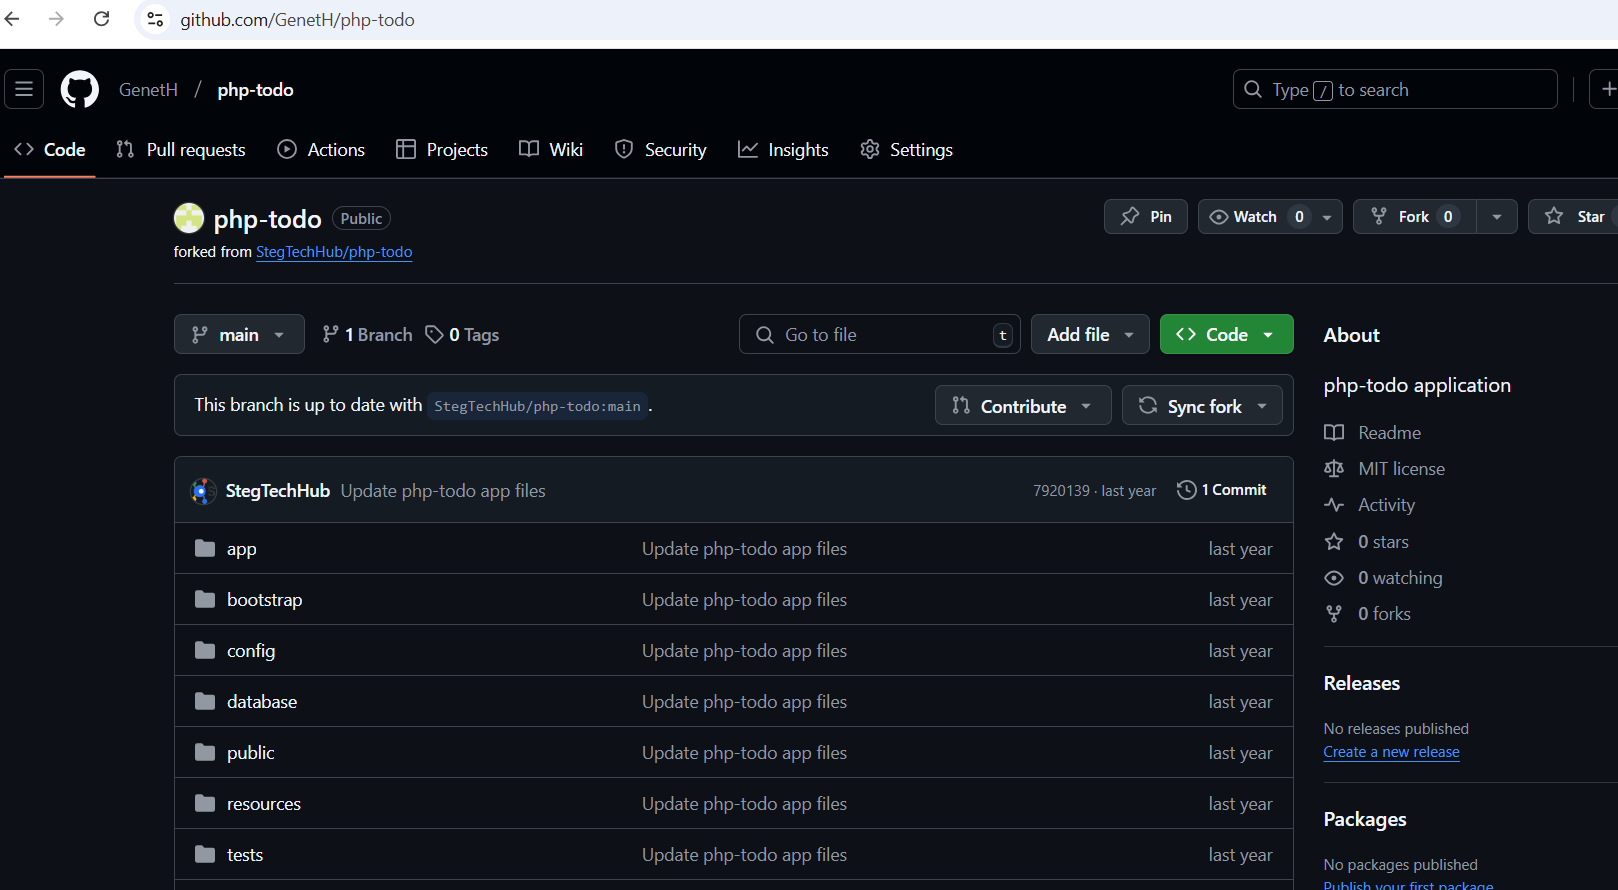 github.com/GenetH/php-todo
GenetH / php-todo
Type / to search
Code Pull requests Actions Projects Wiki Security Insights Settings
php-todo Public
Pin Watch 0 Fork 0 Star
forked from StegTechHub/php-todo
main 1 Branch 0 Tags Go to file t Add file Code
This branch is up to date with StegTechHub/php-todo:main.
Contribute Sync fork
StegTechHub Update php-todo app files 7920139 · last year 1 Commit
app Update php-todo app files last year
bootstrap Update php-todo app files last year
config Update php-todo app files last year
database Update php-todo app files last year
public Update php-todo app files last year
resources Update php-todo app files last year
tests Update php-todo app files last year
About
php-todo application
Readme
MIT license
Activity
0 stars
0 watching
0 forks
Releases
No releases published
Create a new release
Packages
No packages published
Publish your first package